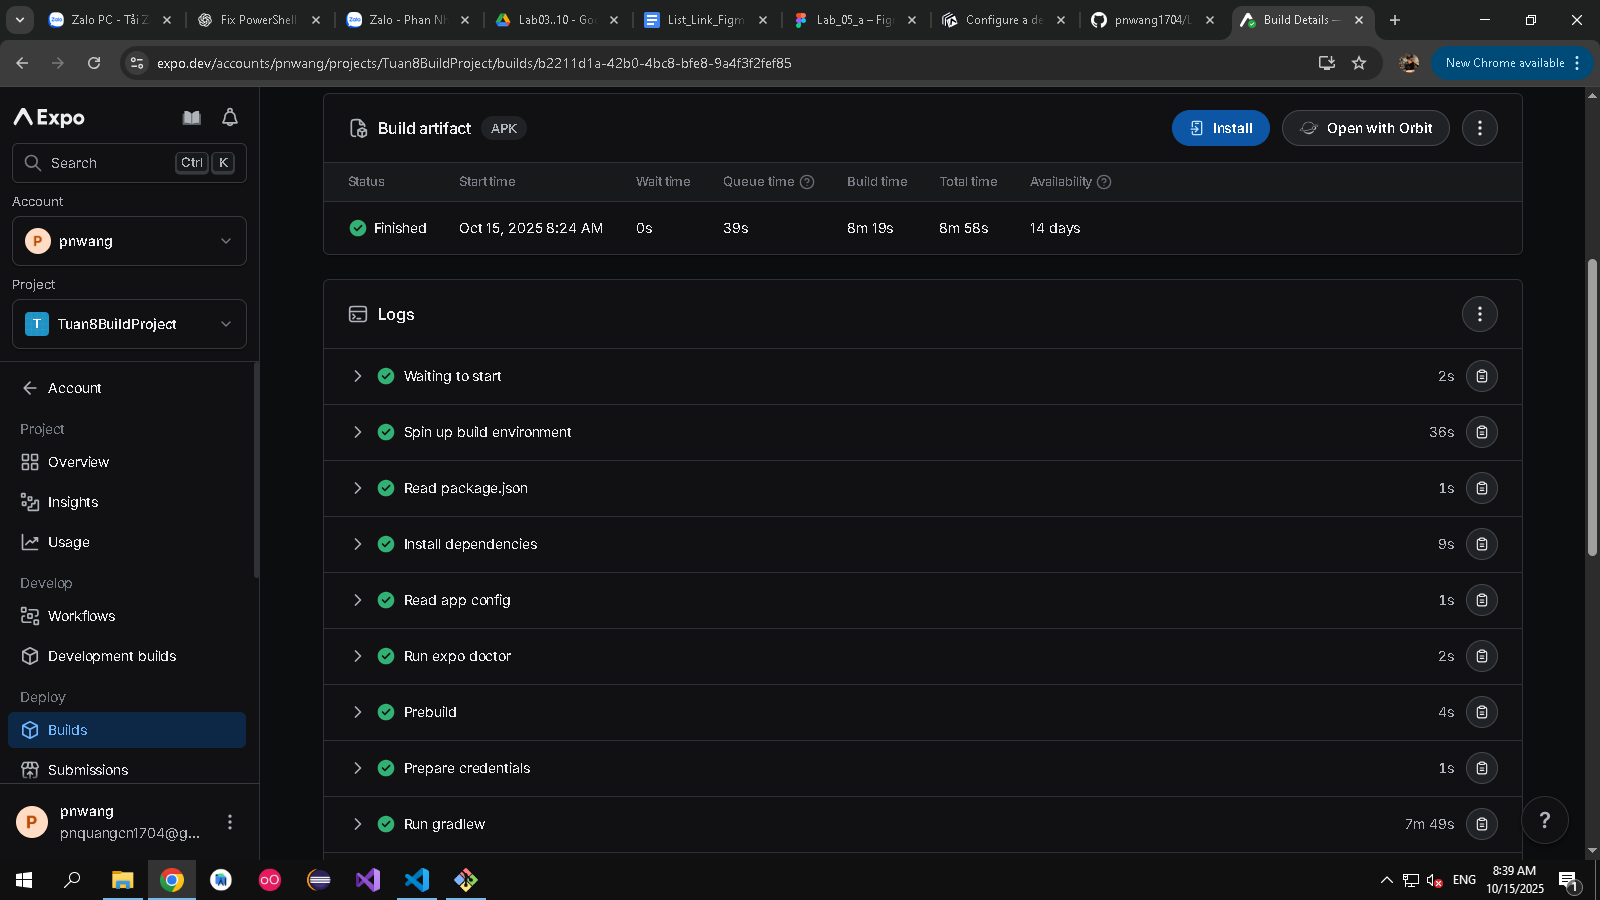 Zalo PC - Tải Z
Fix PowerShell
Zalo - Phan Nh
Lab03..10 - Goo
List_Link_Figm
Lab_05_a – Figm
Configure a de
pnwang1704/L
Build Details —
expo.dev/accounts/pnwang/projects/Tuan8BuildProject/builds/b2211d1a-42b0-4bc8-bfe8-9a4f3f2fef85
New Chrome available
Expo
Search
Ctrl
K
Account
P
pnwang
Project
T
Tuan8BuildProject
Account
Project
Overview
Insights
Usage
Develop
Workflows
Development builds
Deploy
Builds
Submissions
P
pnwang
pnquangcn1704@g...
Build artifact
APK
Install
Open with Orbit
Status
Start time
Wait time
Queue time
Build time
Total time
Availability
Finished
Oct 15, 2025 8:24 AM
0s
39s
8m 19s
8m 58s
14 days
Logs
Waiting to start
2s
Spin up build environment
36s
Read package.json
1s
Install dependencies
9s
Read app config
1s
Run expo doctor
2s
Prebuild
4s
Prepare credentials
1s
Run gradlew
7m 49s
?
ENG
8:39 AM
10/15/2025
1